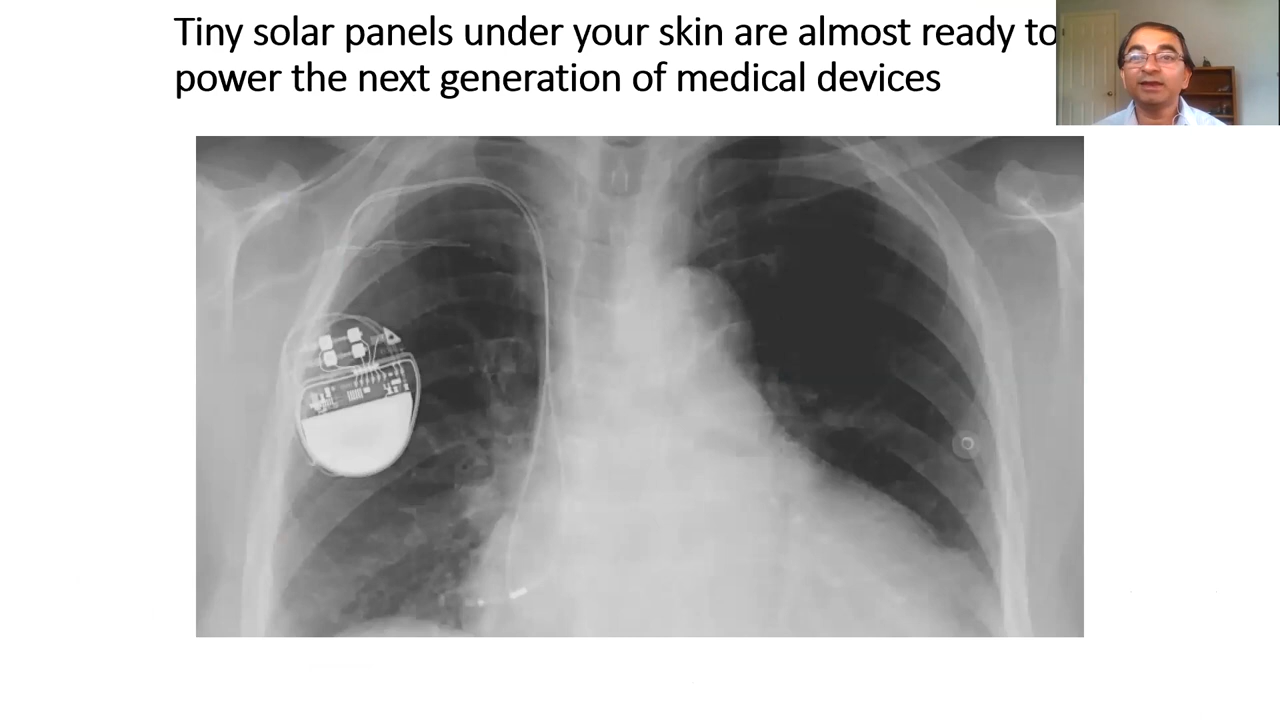 Tiny solar panels under your skin are almost ready to
power the next generation of medical devices